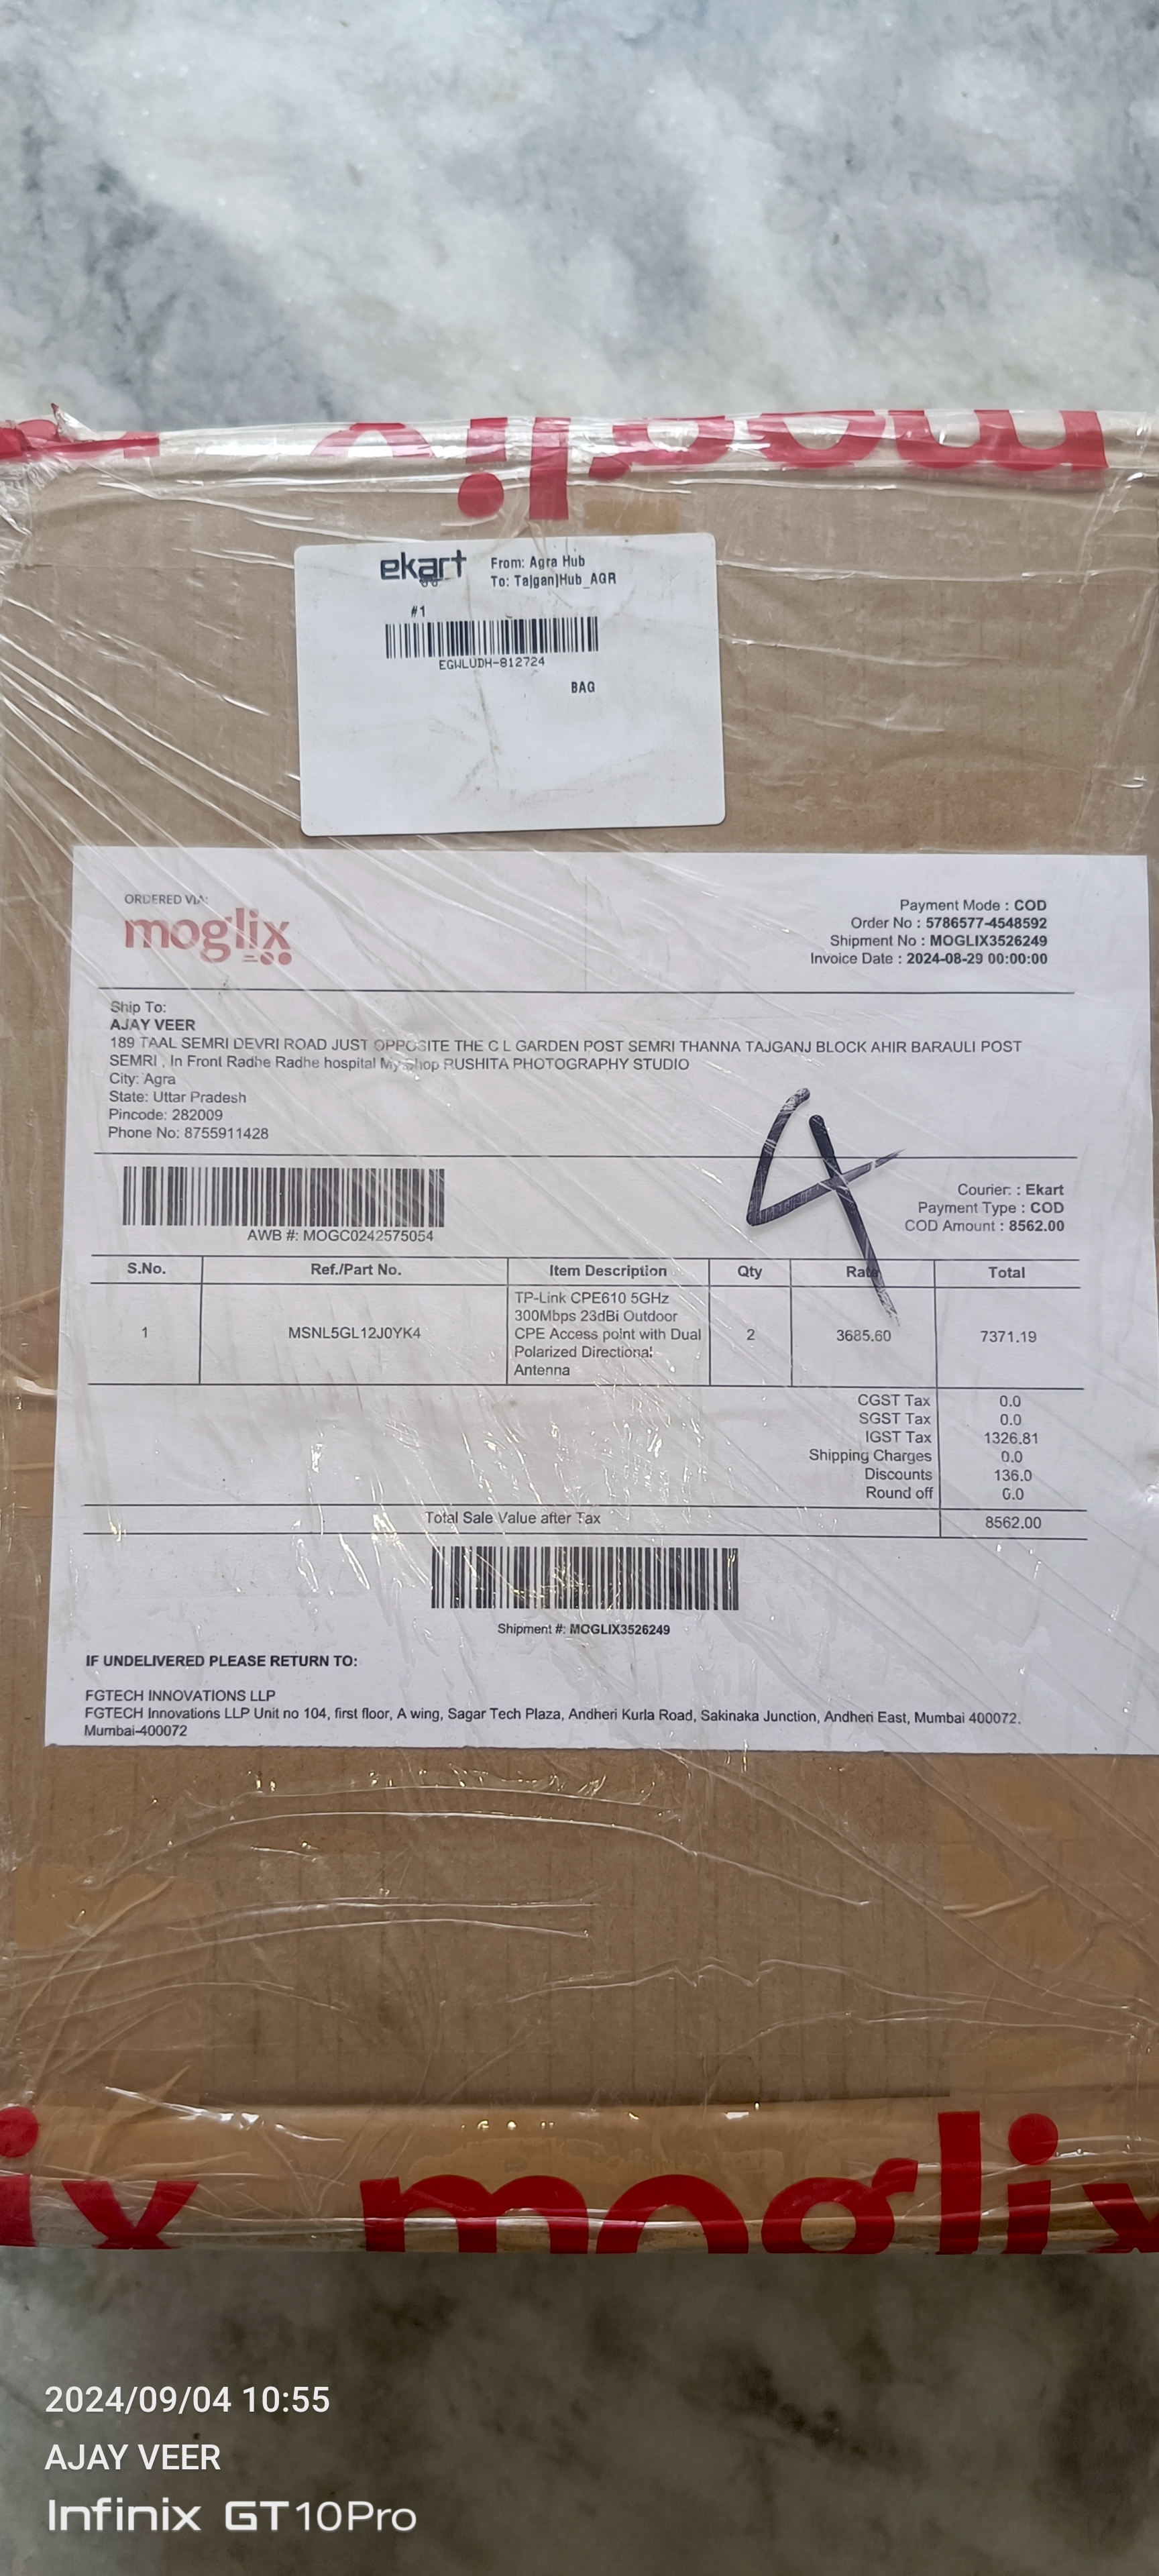 moglix
ekart
From: Agra Hub
To: TajganjHub_AGR
#1
EGWLUDH-812724
BAG
ORDERED VIA:
moglix
Payment Mode : COD
Order No : 5786577-4548592
Shipment No : MOGLIX3526249
Invoice Date : 2024-08-29 00:00:00
Ship To:
AJAY VEER
189 TAAL SEMRI DEVRI ROAD JUST OPPOSITE THE C L GARDEN POST SEMRI THANNA TAJGANJ BLOCK AHIR BARAULI POST
SEMRI , In Front Radhe Radhe hospital My shop RUSHITA PHOTOGRAPHY STUDIO
City: Agra
State: Uttar Pradesh
Pincode: 282009
Phone No: 8755911428
4
AWB #: MOGC0242575054
Courier: : Ekart
Payment Type : COD
COD Amount : 8562.00
S.No. Ref./Part No. Item Description Qty Rate Total
TP-Link CPE610 5GHz
300Mbps 23dBi Outdoor
1 MSNL5GL12J0YK4 CPE Access point with Dual 2 3685.60 7371.19
Polarized Directional
Antenna
CGST Tax 0.0
SGST Tax 0.0
IGST Tax 1326.81
Shipping Charges 0.0
Discounts 136.0
Round off 0.0
Total Sale Value after Tax 8562.00
Shipment #: MOGLIX3526249
IF UNDELIVERED PLEASE RETURN TO:
FGTECH INNOVATIONS LLP
FGTECH Innovations LLP Unit no 104, first floor, A wing, Sagar Tech Plaza, Andheri Kurla Road, Sakinaka Junction, Andheri East, Mumbai 400072.
Mumbai-400072
ix moglix
2024/09/04 10:55
AJAY VEER
Infinix GT10Pro